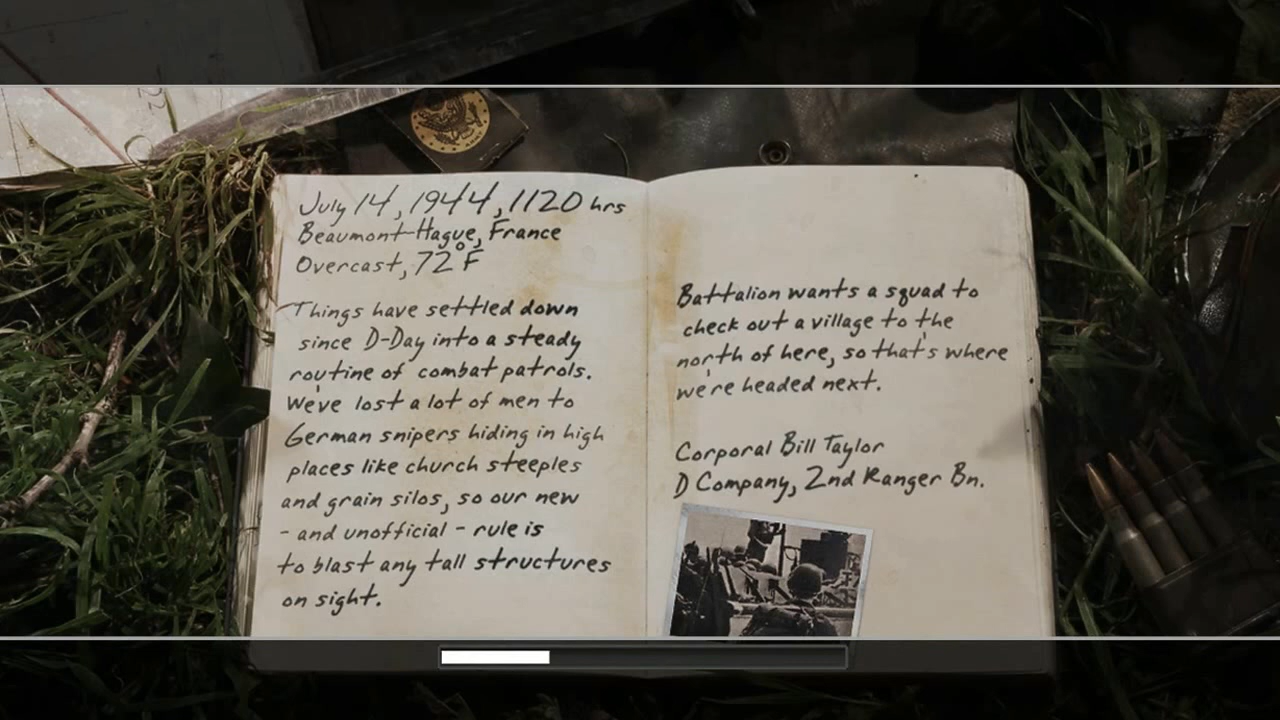 July 14, 1944, 1120 hrs
Beaumont-Hague, France
Overcast, 72°F
Things have settled down
since D-Day into a steady
routine of combat patrols.
We've lost a lot of men to
German snipers hiding in high
places like church steeples
and grain silos, so our new
- and unofficial - rule is
to blast any tall structures
on sight.
Battalion wants a squad to
check out a village to the
north of here, so that's where
we're headed next.
Corporal Bill Taylor
D Company, 2nd Ranger Bn.